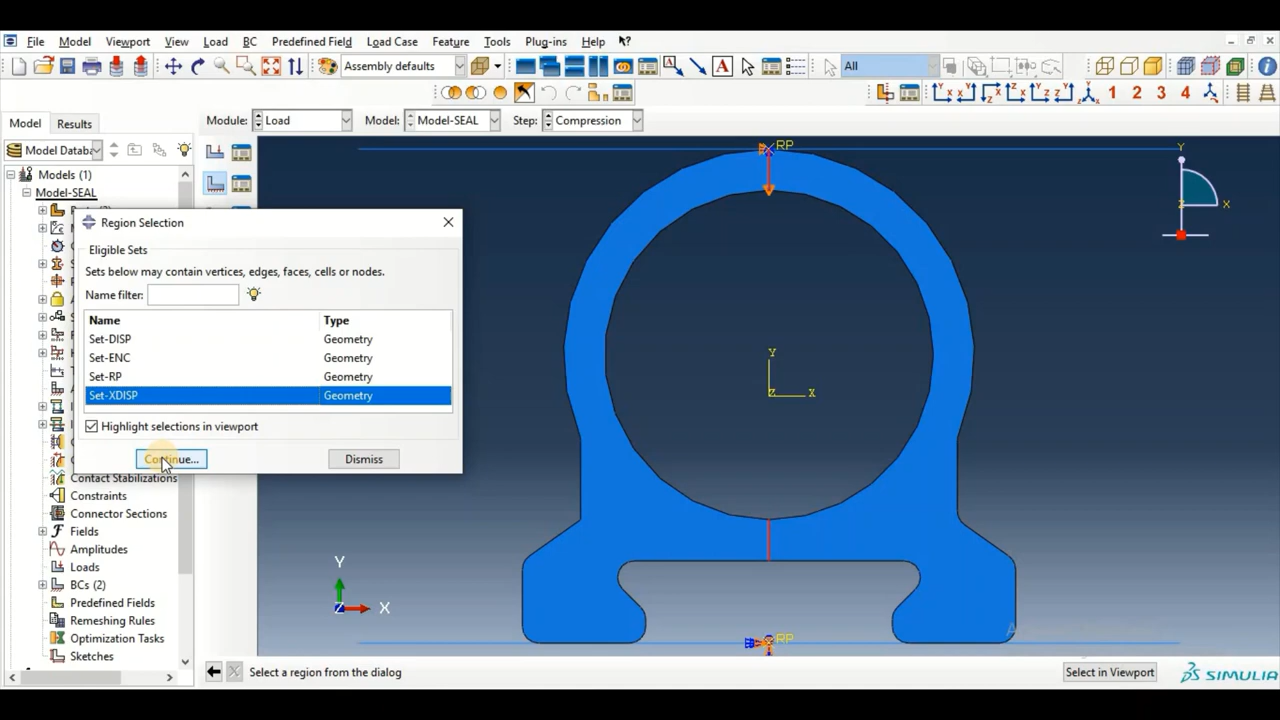 File Model Viewport View Load BC Predefined Field Load Case Feature Tools Plug-ins Help
Assembly defaults
All
1 2 3 4
Model Results
Module: Load Model: Model-SEAL Step: Compression
Model Datab
Models (1)
Model-SEAL
Region Selection
Eligible Sets
Sets below may contain vertices, edges, faces, cells or nodes.
Name filter:
Name Type
Set-DISP Geometry
Set-ENC Geometry
Set-RP Geometry
Set-XDISP Geometry
Highlight selections in viewport
Continue... Dismiss
Contact Stabilizations
Constraints
Connector Sections
Fields
Amplitudes
Loads
BCs (2)
Predefined Fields
Remeshing Rules
Optimization Tasks
Sketches
RP
Y
Z X
Y
Z X
Y
Z X
RP
Select a region from the dialog
Select in Viewport
SIMULIA